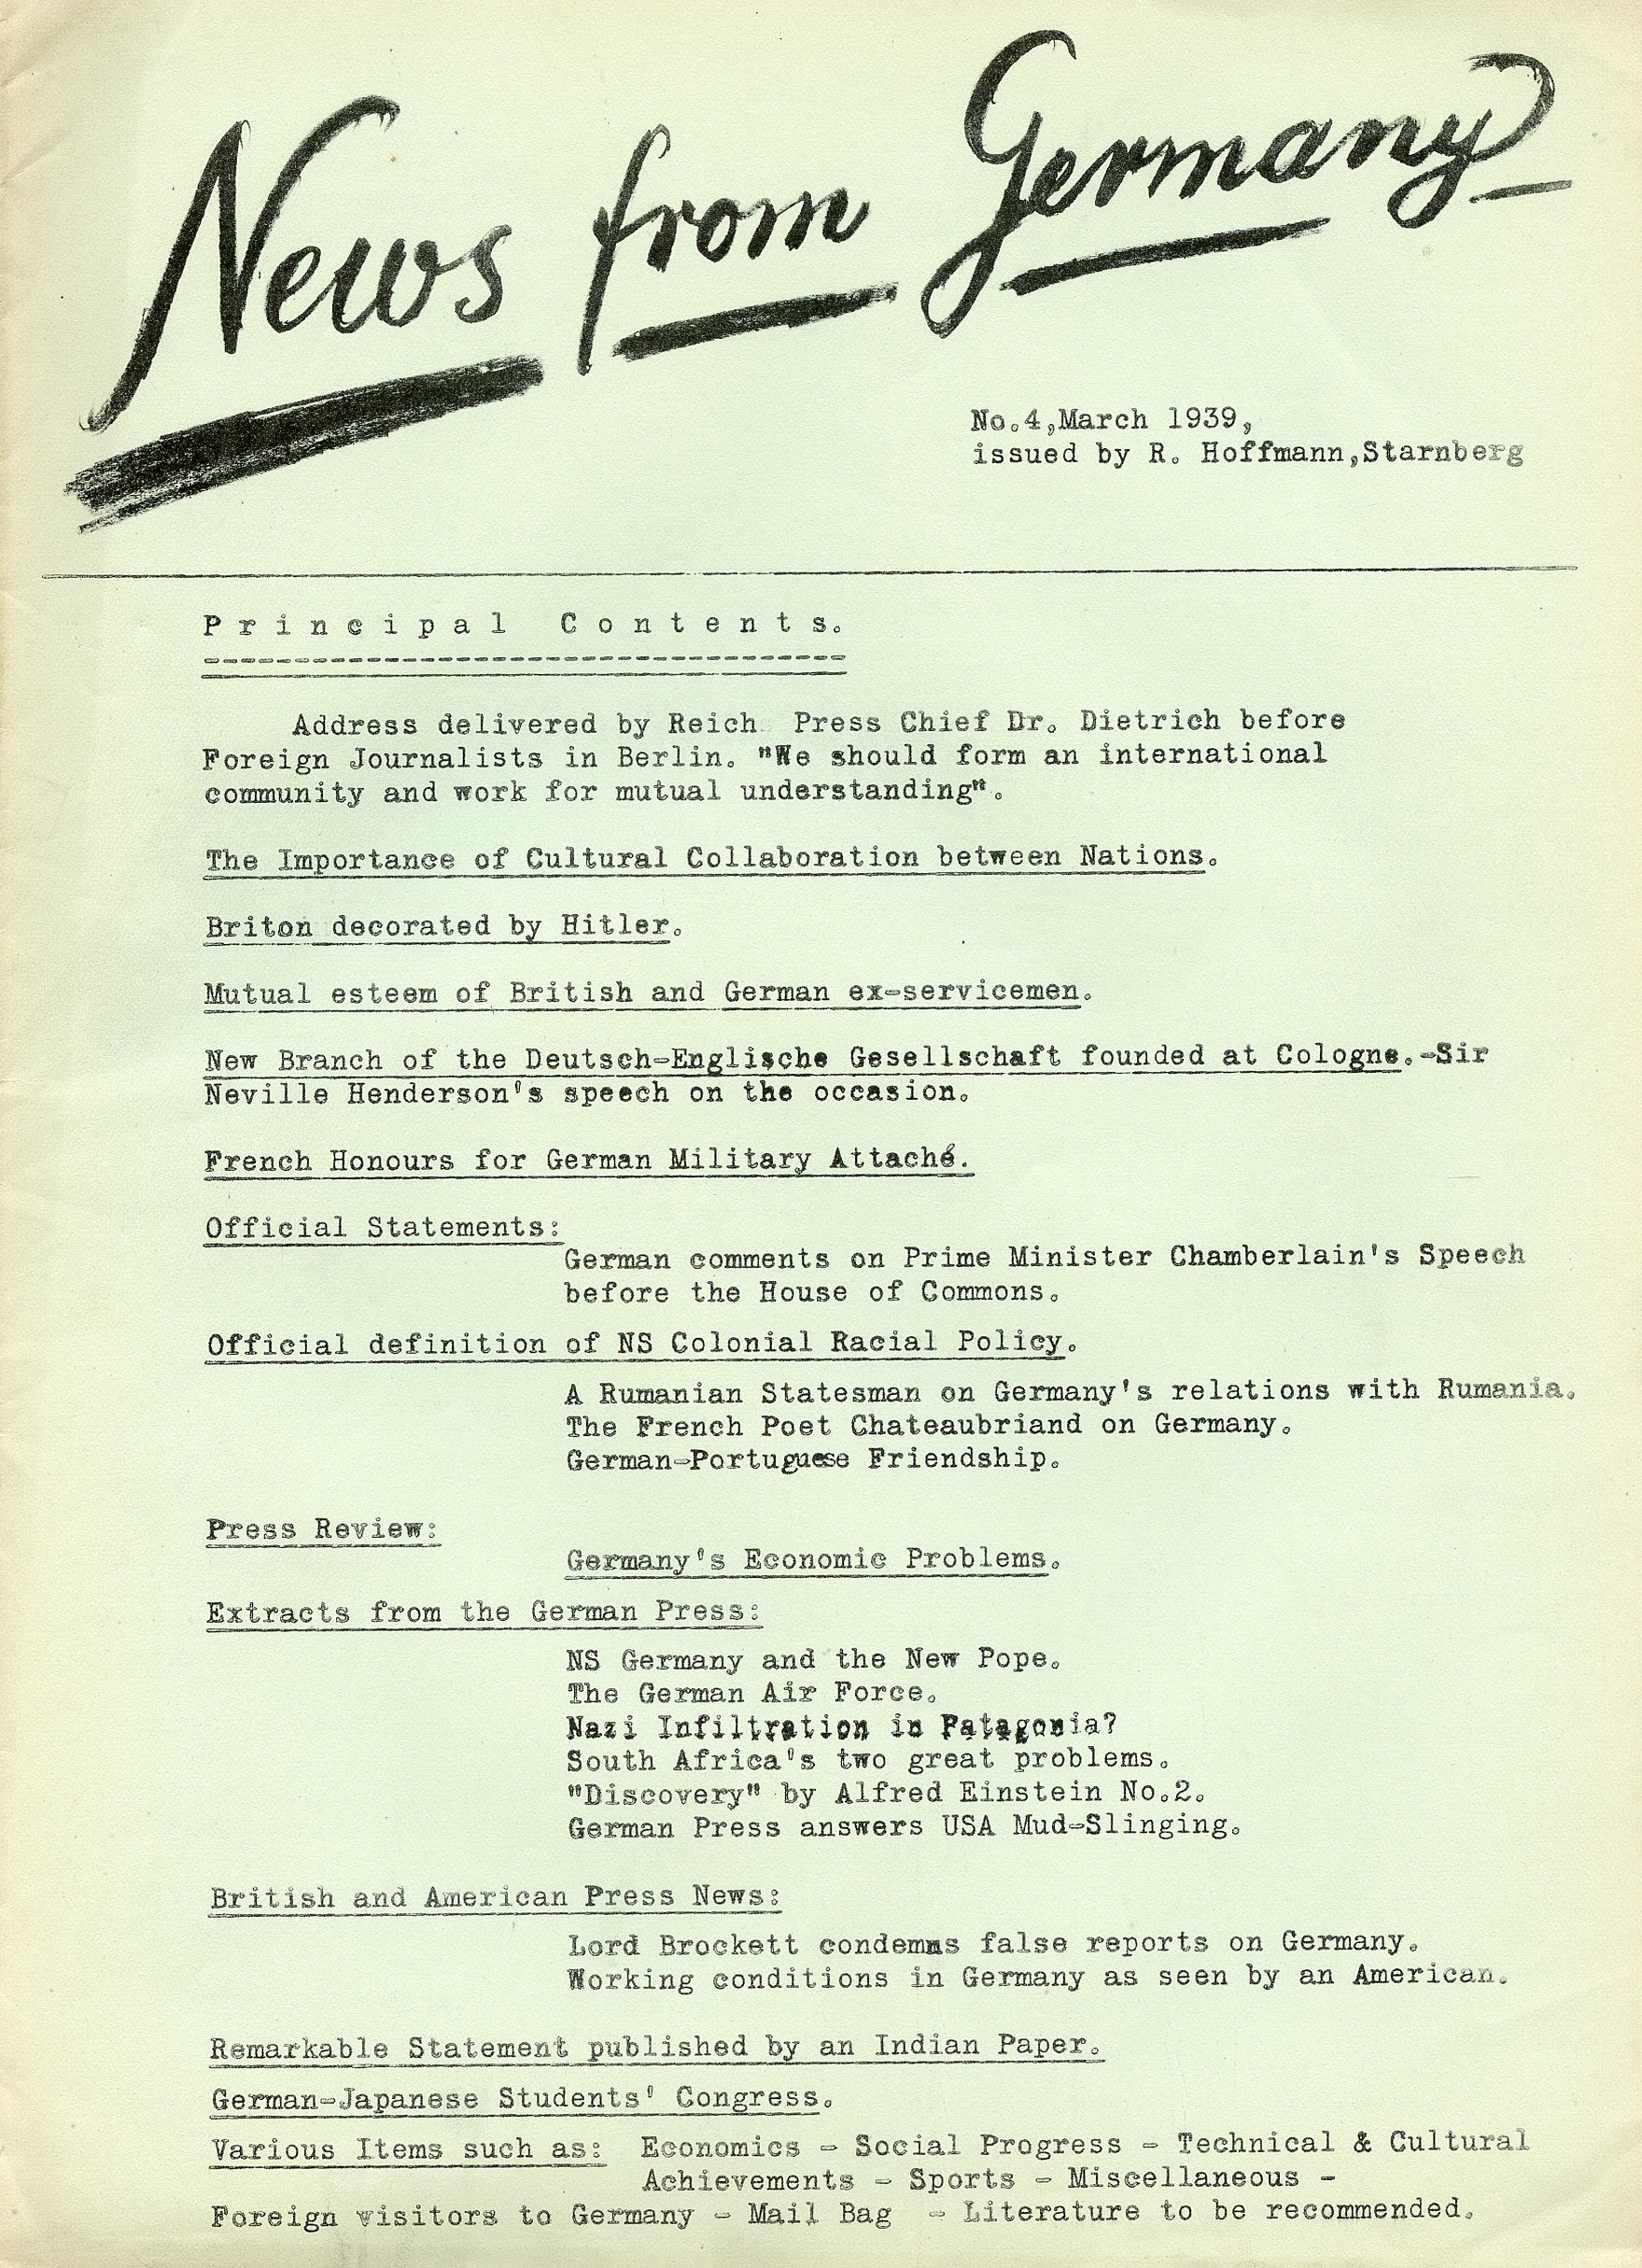 News from Germany
No.4,March 1939,
issued by R. Hoffmann,Starnberg
Principal Contents.
Address delivered by Reich Press Chief Dr. Dietrich before
Foreign Journalists in Berlin. "We should form an international
community and work for mutual understanding".
The Importance of Cultural Collaboration between Nations.
Briton decorated by Hitler.
Mutual esteem of British and German ex-servicemen.
New Branch of the Deutsch-Englische Gesellschaft founded at Cologne.-Sir
Neville Henderson's speech on the occasion.
French Honours for German Military Attaché.
Official Statements:
German comments on Prime Minister Chamberlain's Speech
before the House of Commons.
Official definition of NS Colonial Racial Policy.
A Rumanian Statesman on Germany's relations with Rumania.
The French Poet Chateaubriand on Germany.
German-Portuguese Friendship.
Press Review:
Germany's Economic Problems.
Extracts from the German Press:
NS Germany and the New Pope.
The German Air Force.
Nazi Infiltration in Patagonia?
South Africa's two great problems.
"Discovery" by Alfred Einstein No.2.
German Press answers USA Mud-Slinging.
British and American Press News:
Lord Brockett condemns false reports on Germany.
Working conditions in Germany as seen by an American.
Remarkable Statement published by an Indian Paper.
German-Japanese Students' Congress.
Various Items such as: Economics - Social Progress - Technical & Cultural
Achievements - Sports - Miscellaneous -
Foreign visitors to Germany - Mail Bag - Literature to be recommended.